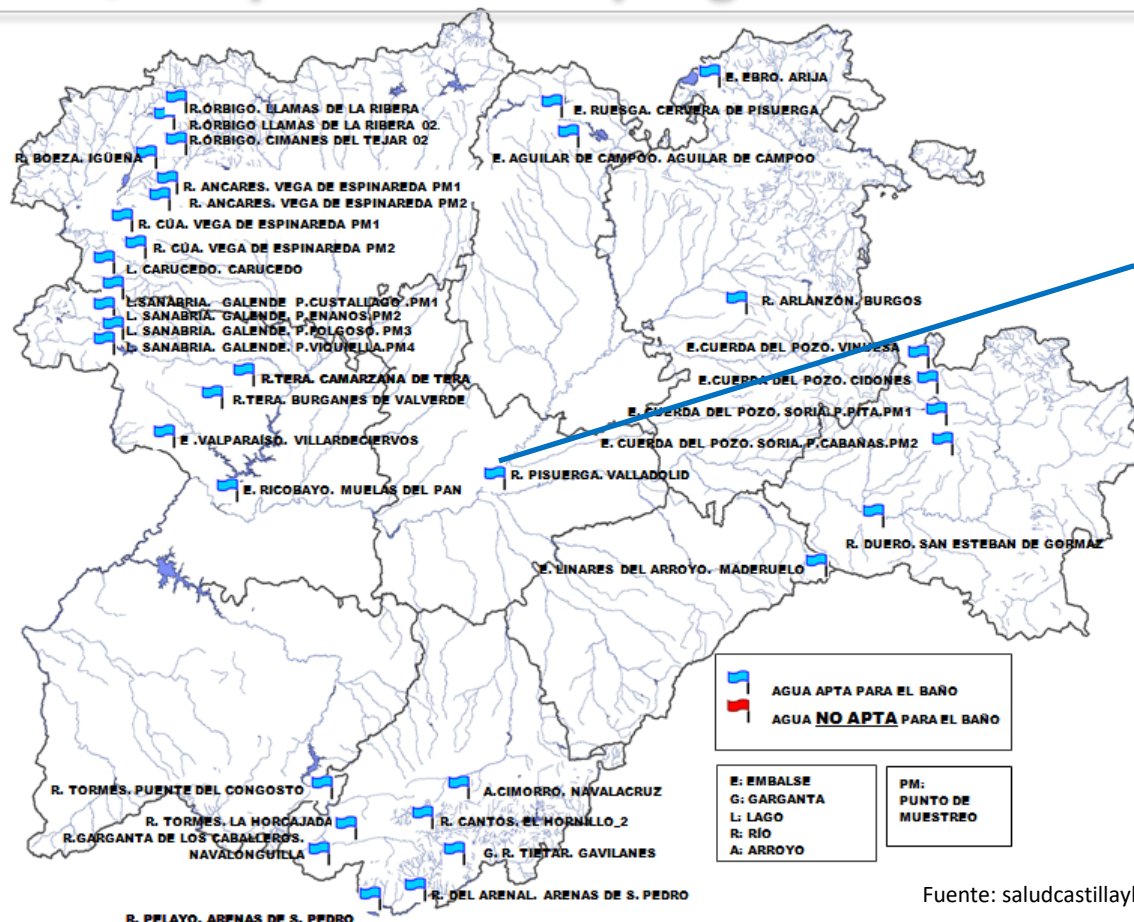 E. EBRO. ARIJA
R.ÓRBIGO. LLAMAS DE LA RIBERA
E. RUESGA. CERVERA DE PISUERGA
R.ÓRBIGO LLAMAS DE LA RIBERA 02.
R.ÓRBIGO. CIMANES DEL TEJAR 02
R. BOEZA. IGÜEÑA
E. AGUILAR DE CAMPOO. AGUILAR DE CAMPOO
R. ANCARES. VEGA DE ESPINAREDA PM1
R. ANCARES. VEGA DE ESPINAREDA PM2
R. CÚA. VEGA DE ESPINAREDA PM1
R. CÚA. VEGA DE ESPINAREDA PM2
L. CARUCEDO. CARUCEDO
L.SANABRIA. GALENDE P.CUSTALLAGO .PM1
R. ARLANZÓN. BURGOS
L. SANABRIA. GALENDE. P.ENANOS.PM2
L. SANABRIA. GALENDE. P.FOLGOSO. PM3
L. SANABRIA. GALENDE. P.VIQUIELLA.PM4
E.CUERDA DEL POZO. VINUESA
R.TERA. CAMARZANA DE TERA
E.CUERDA DEL POZO. CIDONES
R.TERA. BURGANES DE VALVERDE
E. CUERDA DEL POZO. SORIA.P.PITA.PM1
E .VALPARAÍSO. VILLARDECIERVOS
E. CUERDA DEL POZO. SORIA. P.CABAÑAS.PM2
R. PISUERGA. VALLADOLID
E. RICOBAYO. MUELAS DEL PAN
R. DUERO. SAN ESTEBAN DE GORMAZ
E. LINARES DEL ARROYO. MADERUELO
AGUA APTA PARA EL BAÑO
AGUA NO APTA PARA EL BAÑO
R. TORMES. PUENTE DEL CONGOSTO
A.CIMORRO. NAVALACRUZ
R. TORMES. LA HORCAJADA
R. CANTOS. EL HORNILLO_2
R.GARGANTA DE LOS CABALLEROS.
NAVALONGUILLA
G. R. TIETAR. GAVILANES
R. DEL ARENAL. ARENAS DE S. PEDRO
R. PELAYO. ARENAS DE S. PEDRO
E: EMBALSE
G: GARGANTA
L: LAGO
R: RÍO
A: ARROYO
PM:
PUNTO DE
MUESTREO
Fuente: saludcastillayl